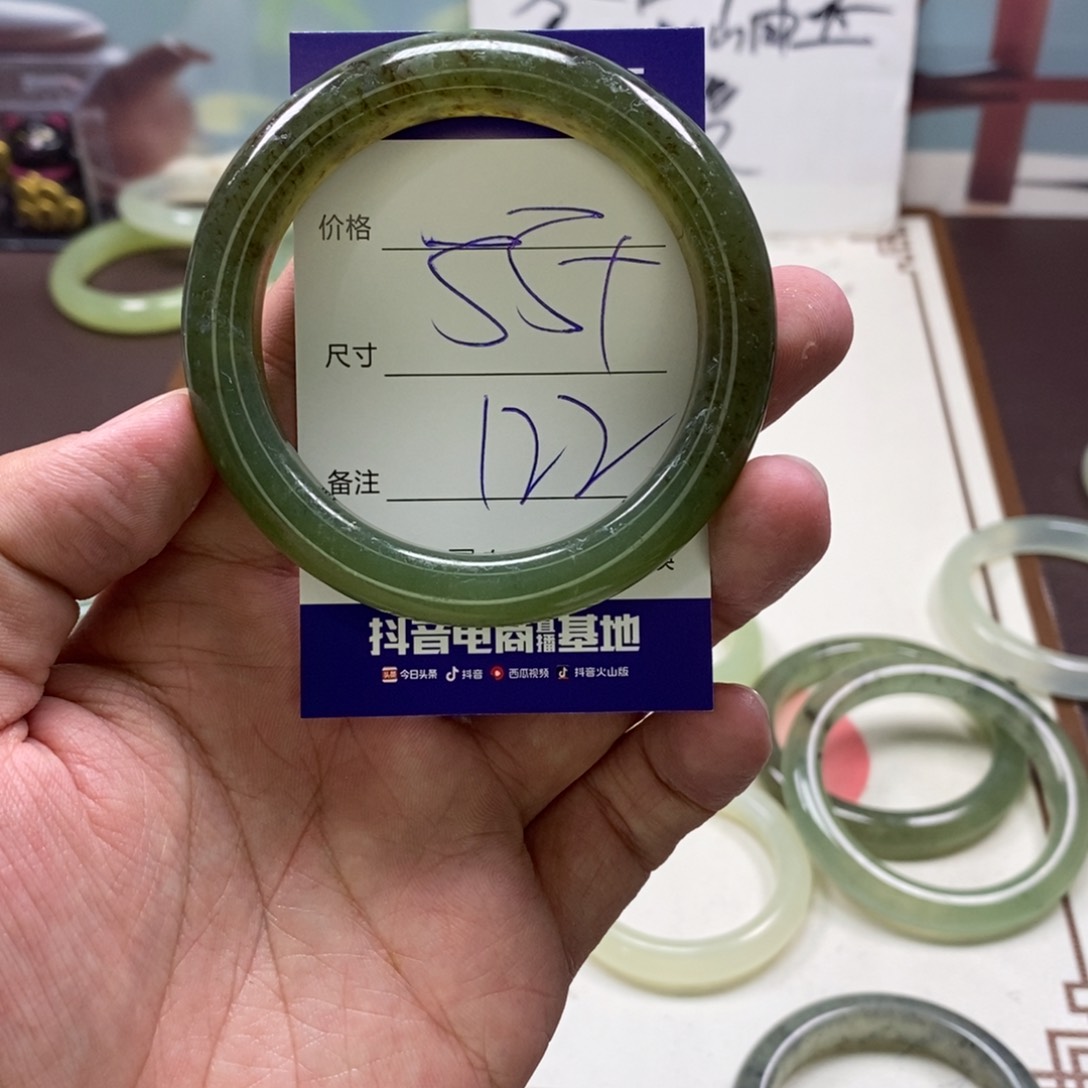 价格
55+
尺寸
122
备注
抖音电商直播基地
今日头条 抖音 西瓜视频 抖音火山版